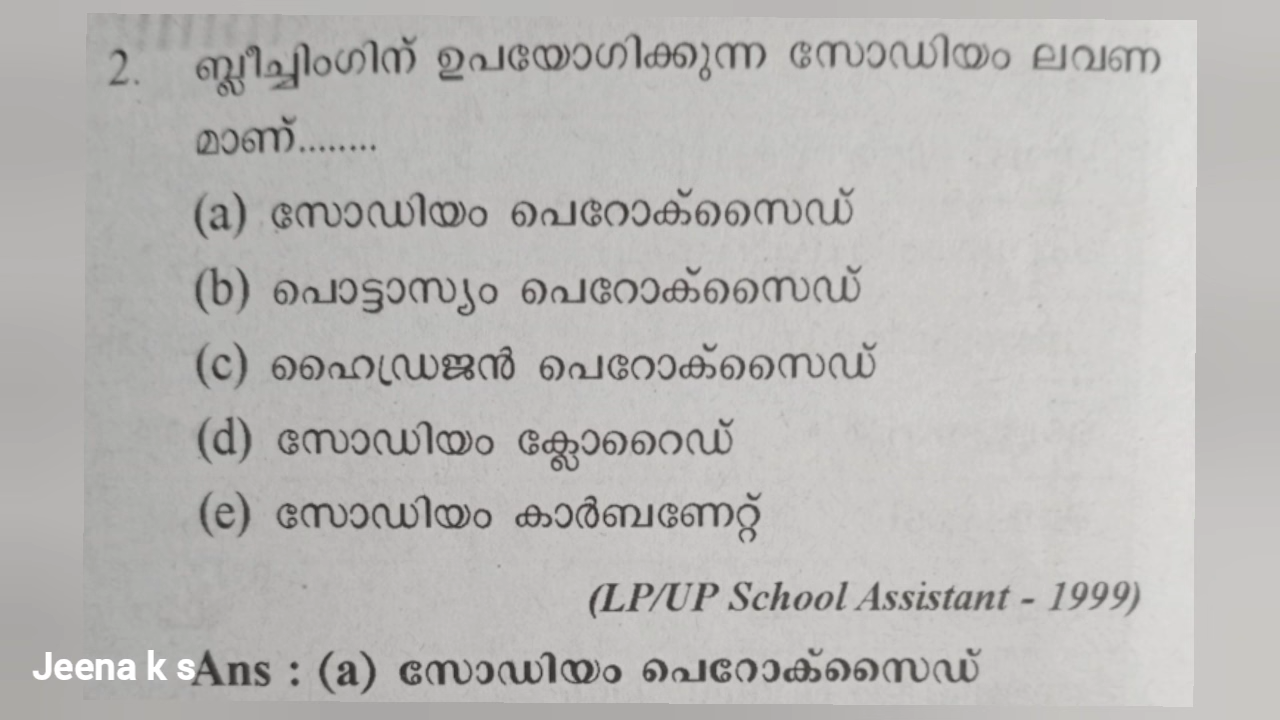 2. ബ്ലീച്ചിംഗിന് ഉപയോഗിക്കുന്ന സോഡിയം ലവണ
മാണ്........
(a) സോഡിയം പെറോക്സൈഡ്
(b) പൊട്ടാസ്യം പെറോക്സൈഡ്
(c) ഹൈഡ്രജൻ പെറോക്സൈഡ്
(d) സോഡിയം ക്ലോറൈഡ്
(e) സോഡിയം കാർബണേറ്റ്
(LP/UP School Assistant - 1999)
Jeena k s
Ans : (a) സോഡിയം പെറോക്സൈഡ്